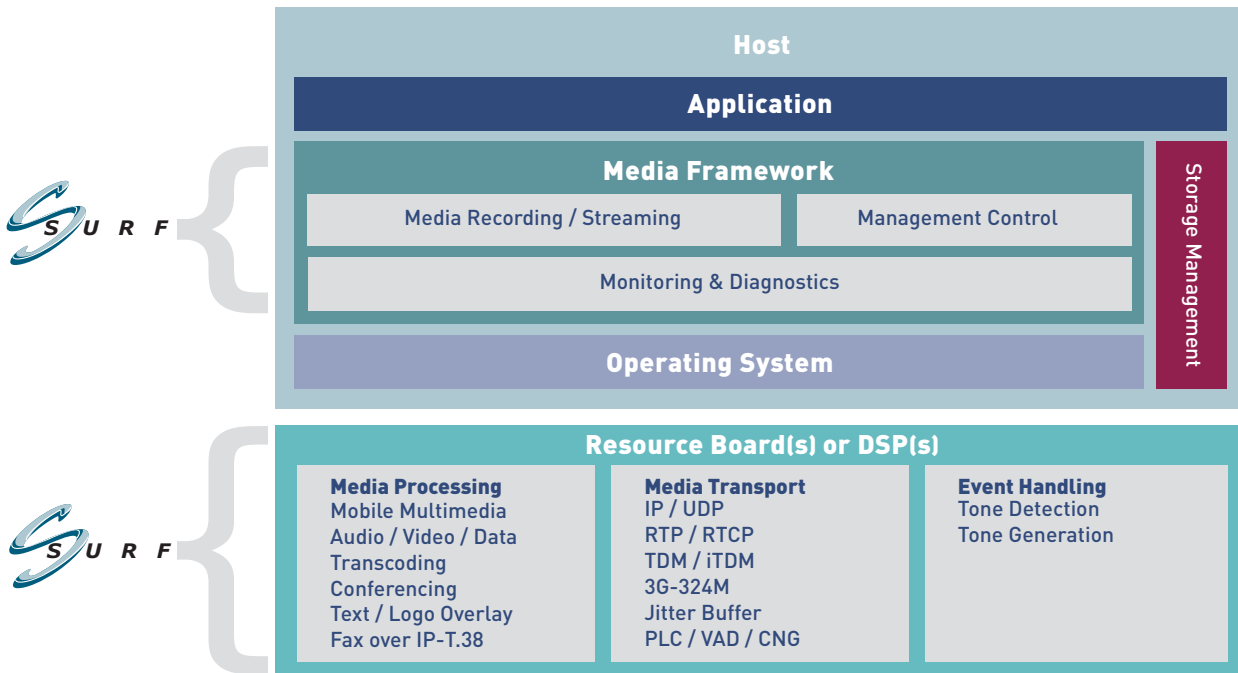 Host
Application
SURF
Media Framework
Media Recording / Streaming
Management Control
Monitoring & Diagnostics
Storage Management
Operating System
SURF
Resource Board(s) or DSP(s)
Media Processing
Mobile Multimedia
Audio / Video / Data
Transcoding
Conferencing
Text / Logo Overlay
Fax over IP-T.38
Media Transport
IP / UDP
RTP / RTCP
TDM / iTDM
3G-324M
Jitter Buffer
PLC / VAD / CNG
Event Handling
Tone Detection
Tone Generation